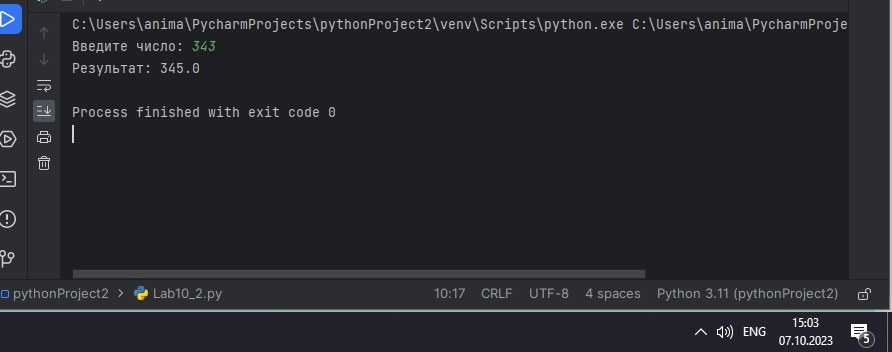 C:\Users\anima\PycharmProjects\pythonProject2\venv\Scripts\python.exe C:\Users\anima\PycharmProje
Введите число: 343
Результат: 345.0
Process finished with exit code 0
pythonProject2 > Lab10_2.py 10:17 CRLF UTF-8 4 spaces Python 3.11 (pythonProject2)
ENG 15:03
07.10.2023 5